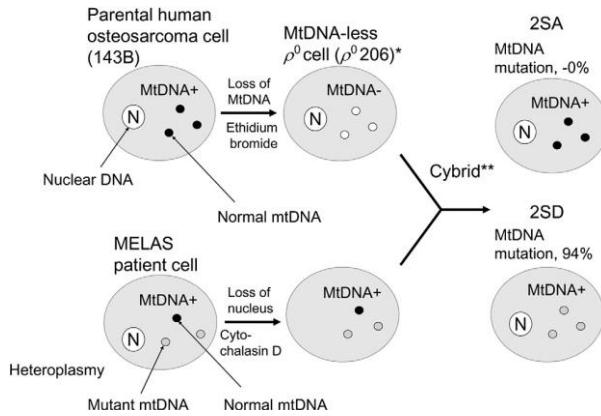 Parental human
osteosarcoma cell
(143B)
MtDNA+
N
Nuclear DNA
Normal mtDNA
Loss of
MtDNA
Ethidium
bromide
MtDNA-less
ρ⁰ cell (ρ⁰ 206)*
MtDNA-
N
Cybrid**
2SA
MtDNA
mutation, -0%
MtDNA+
N
2SD
MtDNA
mutation, 94%
MtDNA+
N
MELAS
patient cell
MtDNA+
N
Heteroplasmy
Mutant mtDNA
Normal mtDNA
Loss of
nucleus
Cyto-
chalasin D
MtDNA+